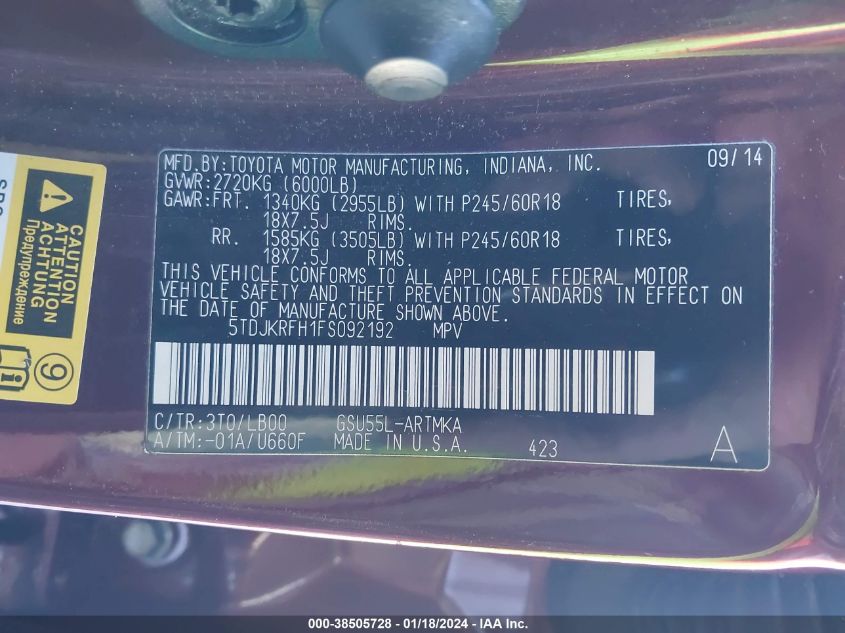 MFD.BY:TOYOTA MOTOR MANUFACTURING, INDIANA, INC. 09/14
GVWR:2720KG (6000LB)
GAWR:FRT. 1340KG (2955LB) WITH P245/60R18 TIRES,
18X7.5J RIMS.
RR. 1585KG (3505LB) WITH P245/60R18 TIRES,
18X7.5J RIMS.
THIS VEHICLE CONFORMS TO ALL APPLICABLE FEDERAL MOTOR
VEHICLE SAFETY AND THEFT PREVENTION STANDARDS IN EFFECT ON
THE DATE OF MANUFACTURE SHOWN ABOVE.
5TDJKRFH1FS092192 MPV
C/TR:3T0/LB00 GSU55L-ARTMKA
A/TM:-01A/U660F MADE IN U.S.A. 423 A
CAUTION
ATTENTION
ACHTUNG
Предупреждение
9
000-38505728 - 01/18/2024 - IAA Inc.